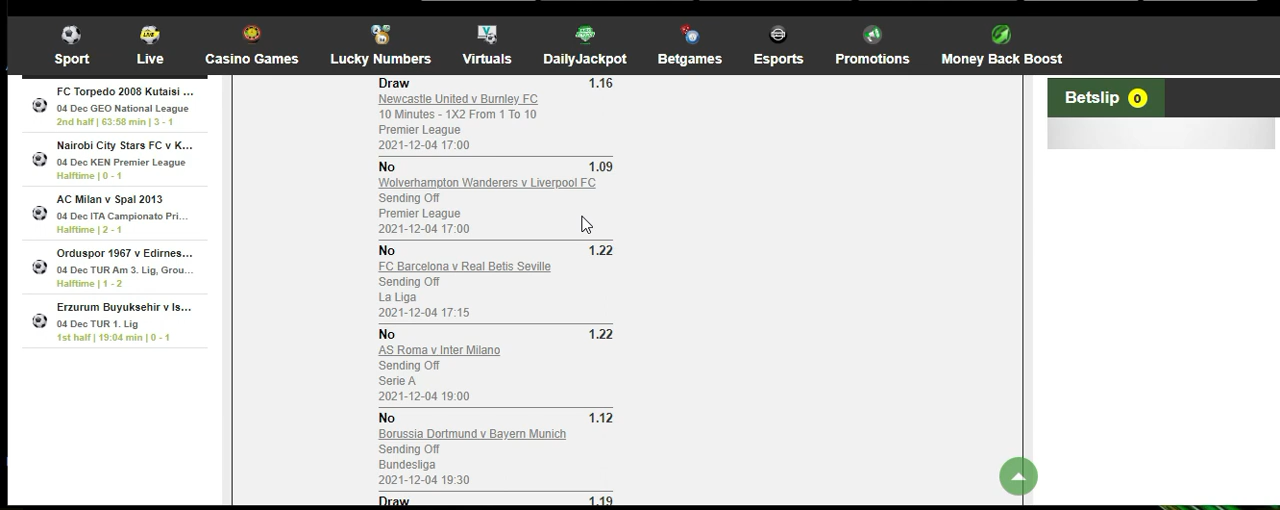 Sport
Live
Casino Games
Lucky Numbers
Virtuals
DailyJackpot
Betgames
Esports
Promotions
Money Back Boost
FC Torpedo 2008 Kutaisi ...
04 Dec GEO National League
2nd half | 63:58 min | 3 - 1
Nairobi City Stars FC v K...
04 Dec KEN Premier League
Halftime | 0 - 1
AC Milan v Spal 2013
04 Dec ITA Campionato Pri...
Halftime | 2 - 1
Orduspor 1967 v Edirnes...
04 Dec TUR Am 3. Lig, Grou...
Halftime | 1 - 2
Erzurum Buyuksehir v Is...
04 Dec TUR 1. Lig
1st half | 19:04 min | 0 - 1
Draw 1.16
Newcastle United v Burnley FC
10 Minutes - 1X2 From 1 To 10
Premier League
2021-12-04 17:00
No 1.09
Wolverhampton Wanderers v Liverpool FC
Sending Off
Premier League
2021-12-04 17:00
No 1.22
FC Barcelona v Real Betis Seville
Sending Off
La Liga
2021-12-04 17:15
No 1.22
AS Roma v Inter Milano
Sending Off
Serie A
2021-12-04 19:00
No 1.12
Borussia Dortmund v Bayern Munich
Sending Off
Bundesliga
2021-12-04 19:30
Draw 1.19
Betslip 0